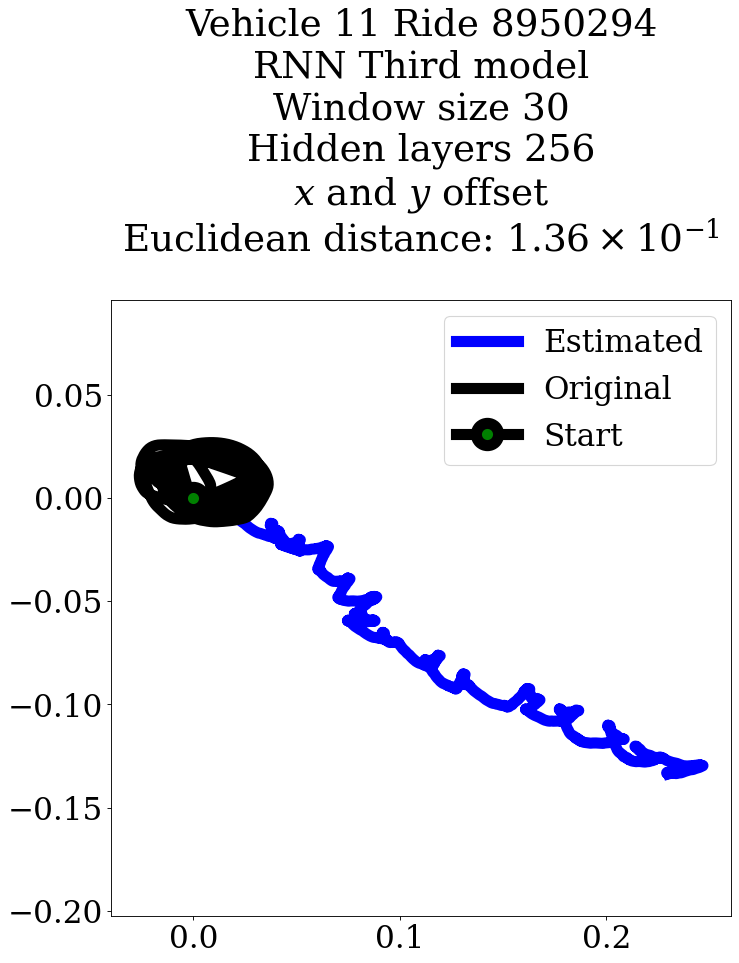 Vehicle 11 Ride 8950294
RNN Third model
Window size 30
Hidden layers 256
x and y offset
Euclidean distance: 1.36 × 10⁻¹
Estimated
Original
Start
0.05
0.00
−0.05
−0.10
−0.15
−0.20
0.0 0.1 0.2